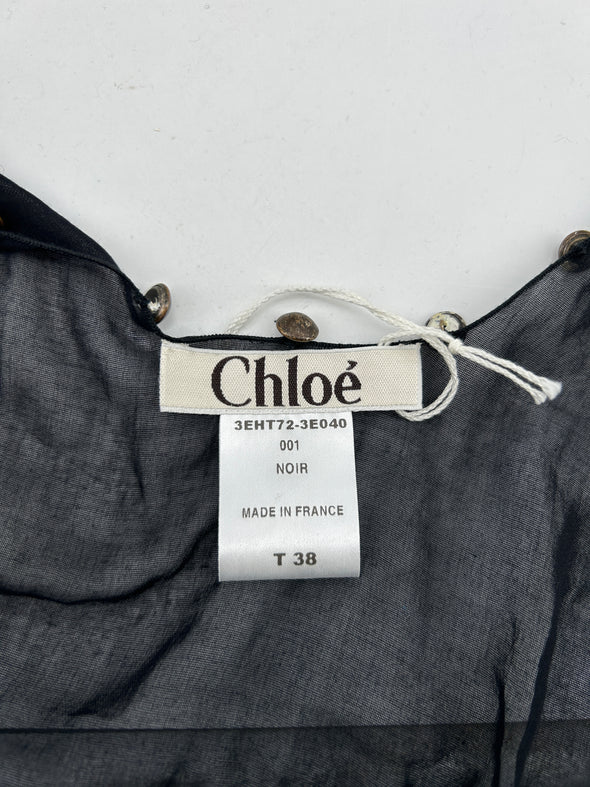 Chloé
3EHT72-3E040
001
NOIR
MADE IN FRANCE
T 38